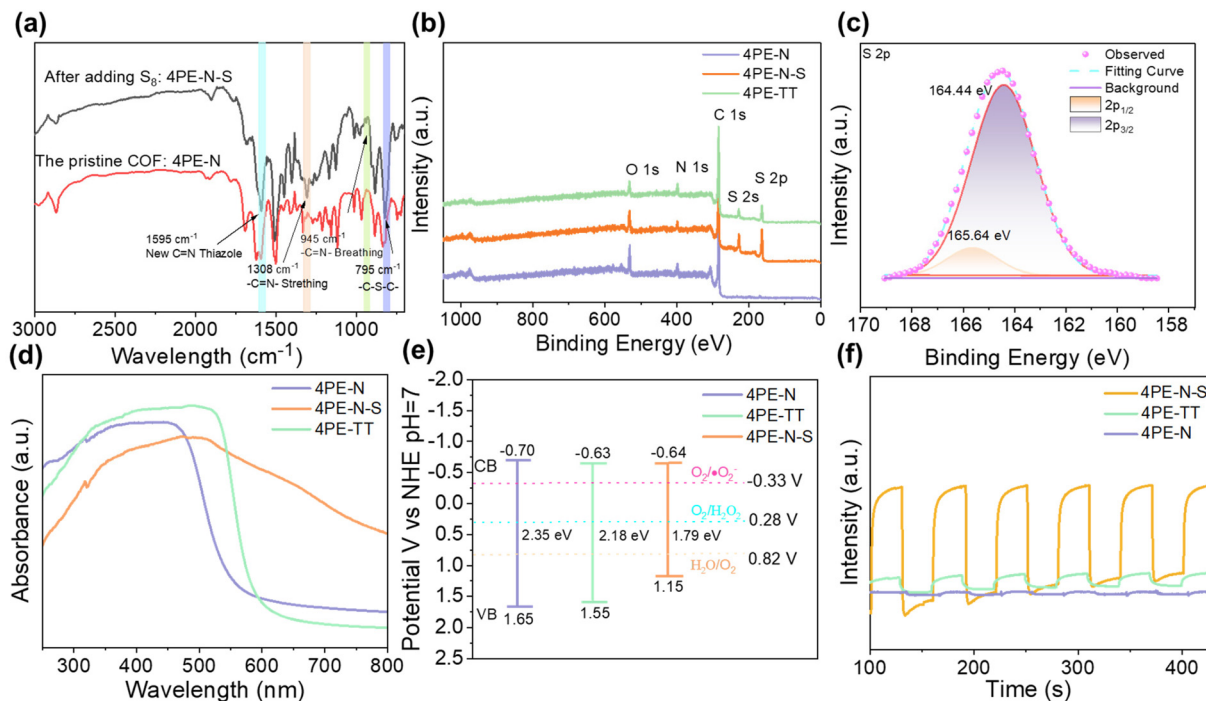 (a)
After adding S8: 4PE-N-S
The pristine COF: 4PE-N
1595 cm-1
New C=N Thiazole
1308 cm-1
-C=N- Strething
945 cm-1
-C=N- Breathing
795 cm-1
-C-S-C-
3000 2500 2000 1500 1000
Wavelength (cm-1)
(b)
Intensity (a.u.)
4PE-N
4PE-N-S
4PE-TT
C 1s
O 1s
N 1s
S 2s
S 2p
1000 800 600 400 200 0
Binding Energy (eV)
(c)
Intensity (a.u.)
S 2p
Observed
Fitting Curve
Background
2p1/2
2p3/2
164.44 eV
165.64 eV
170 168 166 164 162 160 158
Binding Energy (eV)
(d)
Absorbance (a.u.)
4PE-N
4PE-N-S
4PE-TT
300 400 500 600 700 800
Wavelength (nm)
(e)
Potential V vs NHE pH=7
-2.0
-1.5
-1.0
-0.5
0.0
0.5
1.0
1.5
2.0
2.5
4PE-N
4PE-TT
4PE-N-S
CB
-0.70
-0.63
-0.64
O2/•O2-
-0.33 V
O2/H2O2
0.28 V
2.35 eV
2.18 eV
1.79 eV
0.82 V
H2O/O2
1.15
VB
1.65
1.55
(f)
Intensity (a.u.)
4PE-N-S
4PE-TT
4PE-N
100 200 300 400
Time (s)